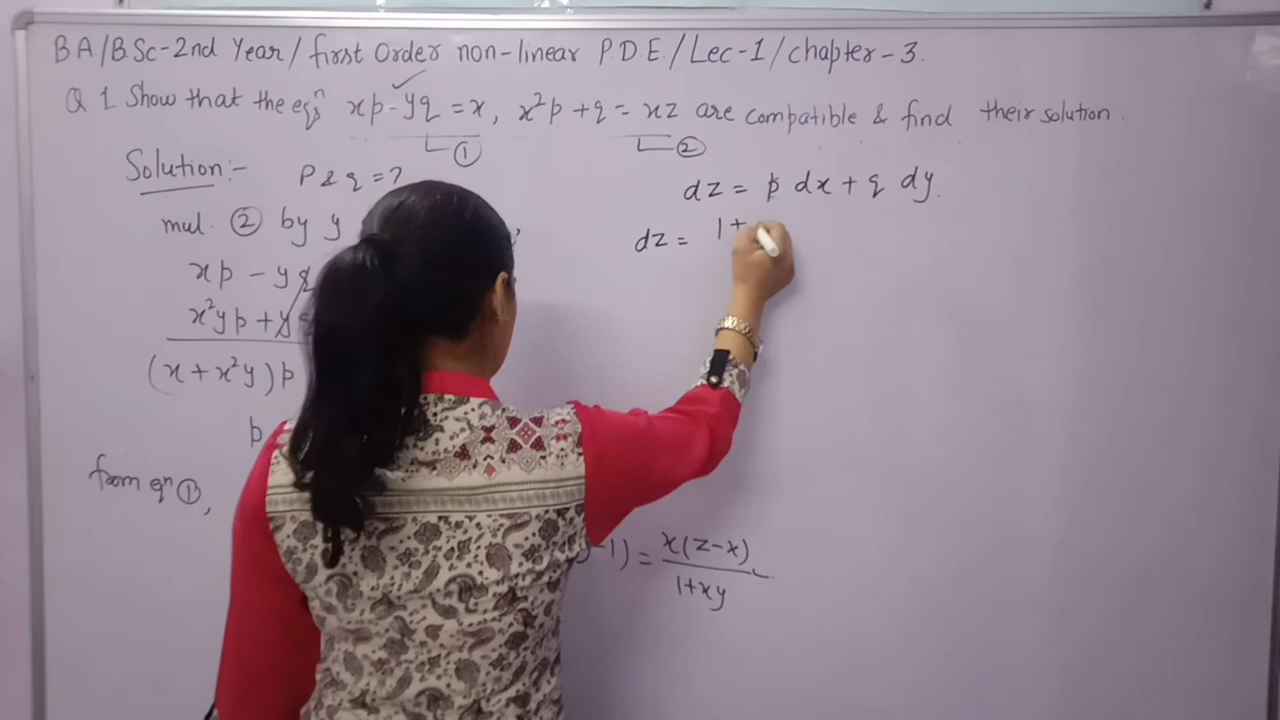 BA/B.Sc-2nd Year/first Order non-linear P.D.E./Lec-1/chapter-3.
Q 1 Show that the eqⁿs xp-yq=x, x²p+q=xz are compatible & find their solution.
① ②
Solution:- P & q=?
mul. ② by y
xp-yq
x²yp+y
(x+x²y)p
p
from eqⁿ①,
-1)=x(z-x)/1+xy
dz=p dx+q dy.
dz= 1+